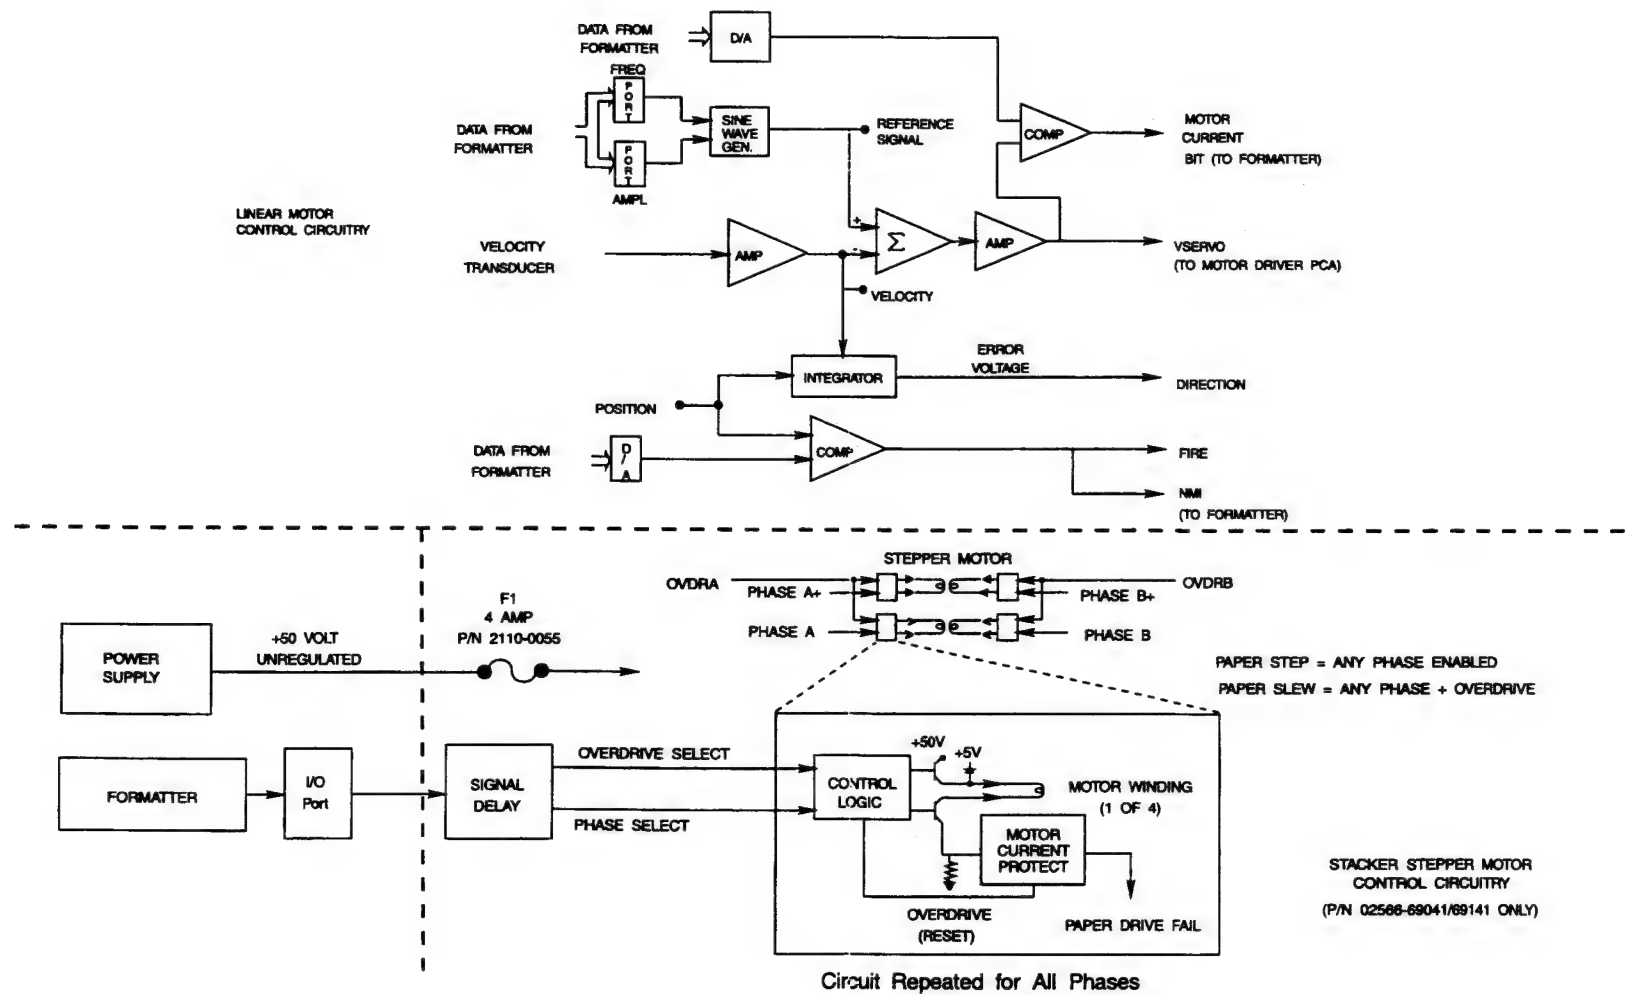 DATA FROM
FORMATTER
D/A
FREQ
PORT
DATA FROM
FORMATTER
PORT
AMPL
SINE
WAVE
GEN.
REFERENCE
SIGNAL
COMP
MOTOR
CURRENT
BIT (TO FORMATTER)
LINEAR MOTOR
CONTROL CIRCUITRY
VELOCITY
TRANSDUCER
AMP
+
-
Σ
AMP
VSERVO
(TO MOTOR DRIVER PCA)
VELOCITY
INTEGRATOR
ERROR
VOLTAGE
DIRECTION
POSITION
DATA FROM
FORMATTER
D/A
COMP
FIRE
NMI
(TO FORMATTER)
STEPPER MOTOR
OVDRA
PHASE A+
PHASE A
OVDRB
PHASE B+
PHASE B
F1
4 AMP
P/N 2110-0055
POWER
SUPPLY
+50 VOLT
UNREGULATED
PAPER STEP = ANY PHASE ENABLED
PAPER SLEW = ANY PHASE + OVERDRIVE
FORMATTER
I/O
Port
SIGNAL
DELAY
OVERDRIVE SELECT
PHASE SELECT
CONTROL
LOGIC
+50V
+5V
MOTOR WINDING
(1 OF 4)
MOTOR
CURRENT
PROTECT
OVERDRIVE
(RESET)
PAPER DRIVE FAIL
STACKER STEPPER MOTOR
CONTROL CIRCUITRY
(P/N 02566-69041/69141 ONLY)
Circuit Repeated for All Phases